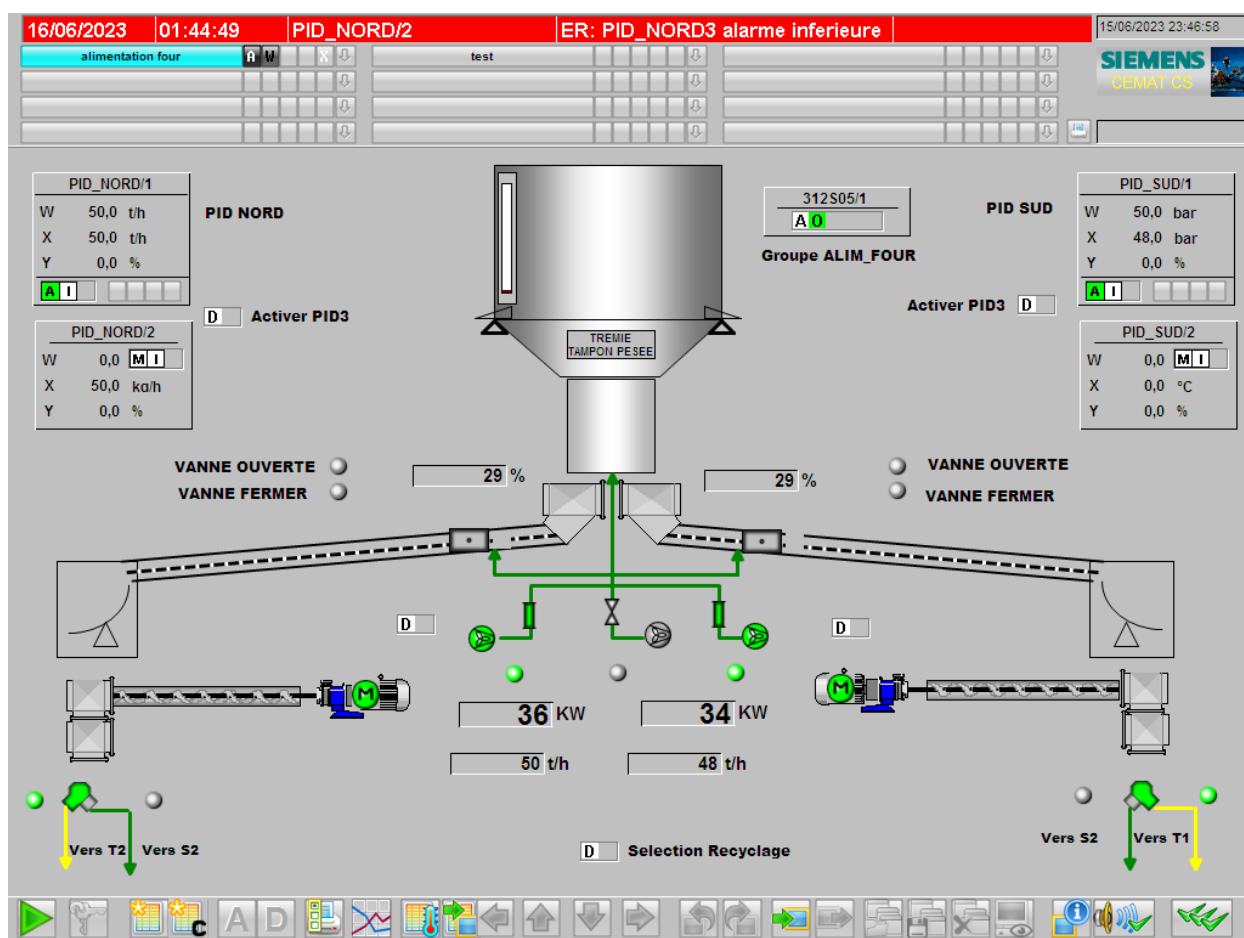 16/06/2023 01:44:49 PID_NORD/2 ER: PID_NORD3 alarme inferieure 15/06/2023 23:46:58
alimentation four A W X test
SIEMENS
CEMAT CS
PID_NORD/1
W 50,0 t/h
X 50,0 t/h
Y 0,0 %
A I
PID NORD
312S05/1
A O
Groupe ALIM_FOUR
PID SUD
PID_SUD/1
W 50,0 bar
X 48,0 bar
Y 0,0 %
A I
D Activer PID3
Activer PID3 D
PID_NORD/2
W 0,0 M I
X 50,0 kg/h
Y 0,0 %
TREMIE
TAMPON PESEE
PID_SUD/2
W 0,0 M I
X 0,0 °C
Y 0,0 %
VANNE OUVERTE
VANNE FERMER
29 %
29 %
VANNE OUVERTE
VANNE FERMER
D
D
M
M
36 KW
34 KW
50 t/h
48 t/h
Vers T2 Vers S2
Vers S2 Vers T1
D Selection Recyclage
C A D